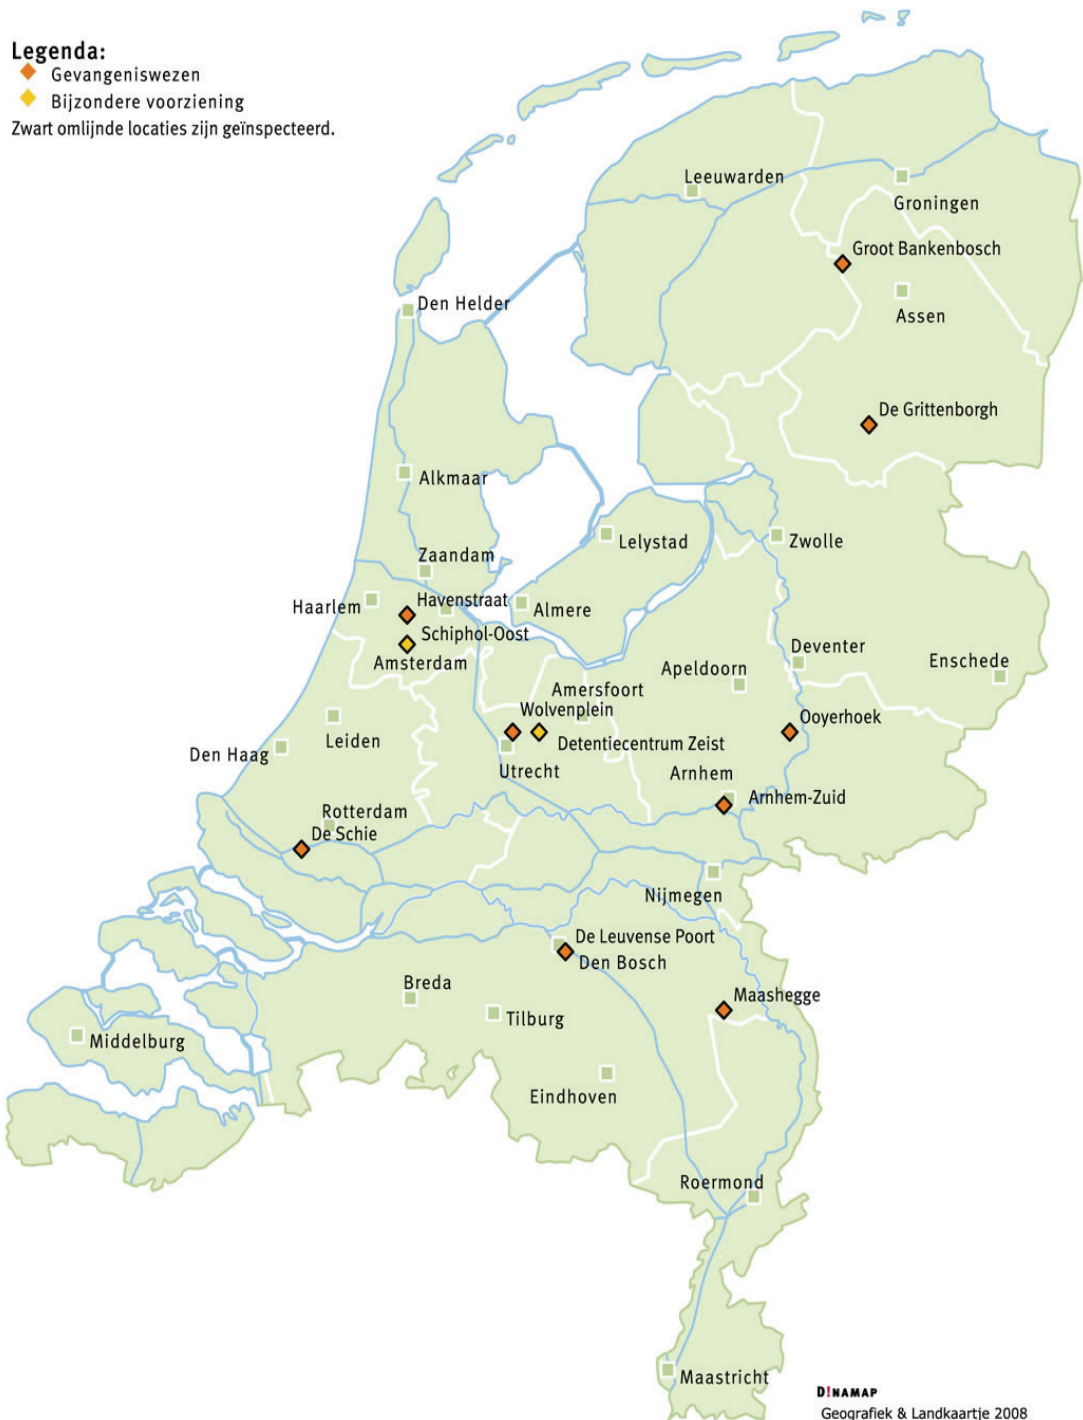 Legenda:
Gevangeniswezen
Bijzondere voorziening
Zwart omlijnde locaties zijn geïnspecteerd.
Leeuwarden
Groningen
Groot Bankenbosch
Assen
Den Helder
De Grittenborgh
Alkmaar
Lelystad
Zwolle
Zaandam
Haarlem
Havenstraat
Almere
Schiphol-Oost
Amsterdam
Deventer
Apeldoorn
Enschede
Amersfoort
Wolvenplein
Ooyerhoek
Leiden
Detentiecentrum Zeist
Den Haag
Utrecht
Arnhem
Arnhem-Zuid
Rotterdam
De Schie
Nijmegen
De Leuvense Poort
Den Bosch
Breda
Maashegge
Tilburg
Middelburg
Eindhoven
Roermond
Maastricht
D!NAMAP
Geografiek & Landkaartje 2008